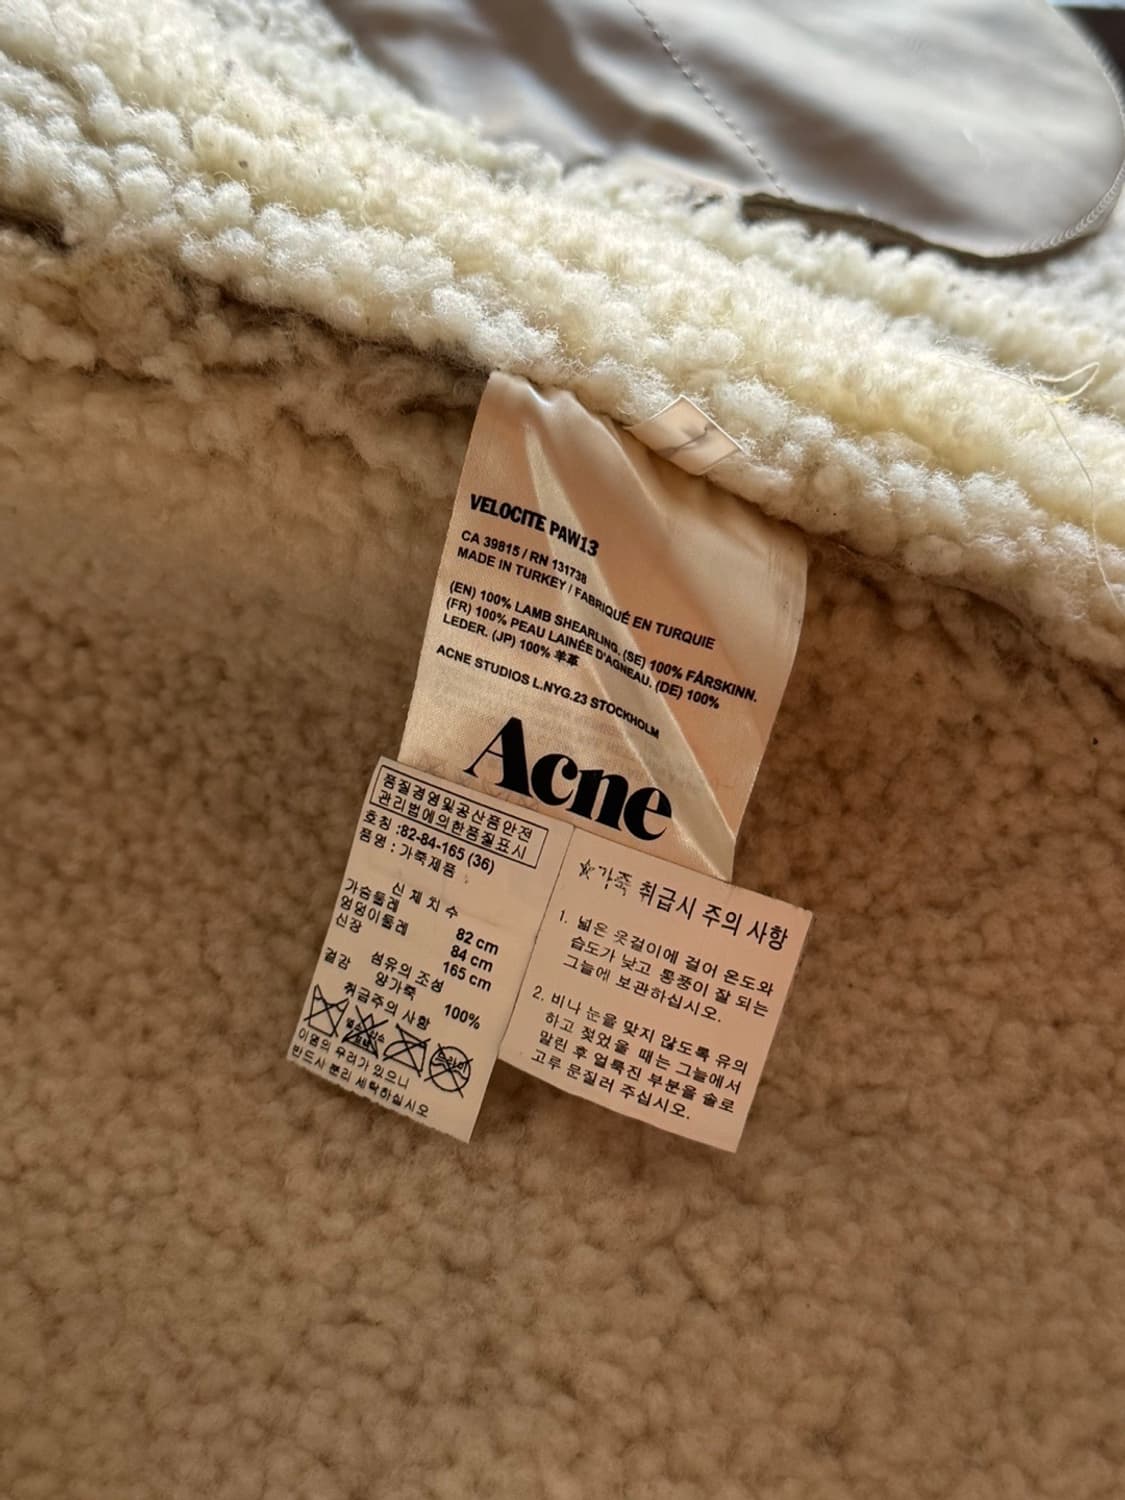 VELOCITE PAW13
CA 39815 / RN 131738
MADE IN TURKEY / FABRIQUÉ EN TURQUIE
(EN) 100% LAMB SHEARLING. (SE) 100% FÅRSKINN.
(FR) 100% PEAU LAINÉE D'AGNEAU. (DE) 100%
LEDER. (JP) 100% 羊革
ACNE STUDIOS L.NYG.23 STOCKHOLM
Acne
품질경영및공산품안전
관리법에의한품질표시
호칭 :82-84-165 (36)
품명 : 가죽제품
신 체 치 수
가슴둘레 82 cm
엉덩이둘레 84 cm
신장 165 cm
섬유의 조성
겉감 양가죽 100%
취급주의 사항
드라이
이염의 우려가 있으니
반드시 분리 세탁하십시오
☆가죽 취급시 주의 사항
1. 넓은 옷걸이에 걸어 온도와
습도가 낮고 통풍이 잘 되는
그늘에 보관하십시오.
2. 비나 눈을 맞지 않도록 유의
하고 젖었을 때는 그늘에서
말린 후 얼룩진 부분을 솔로
고루 문질러 주십시오.